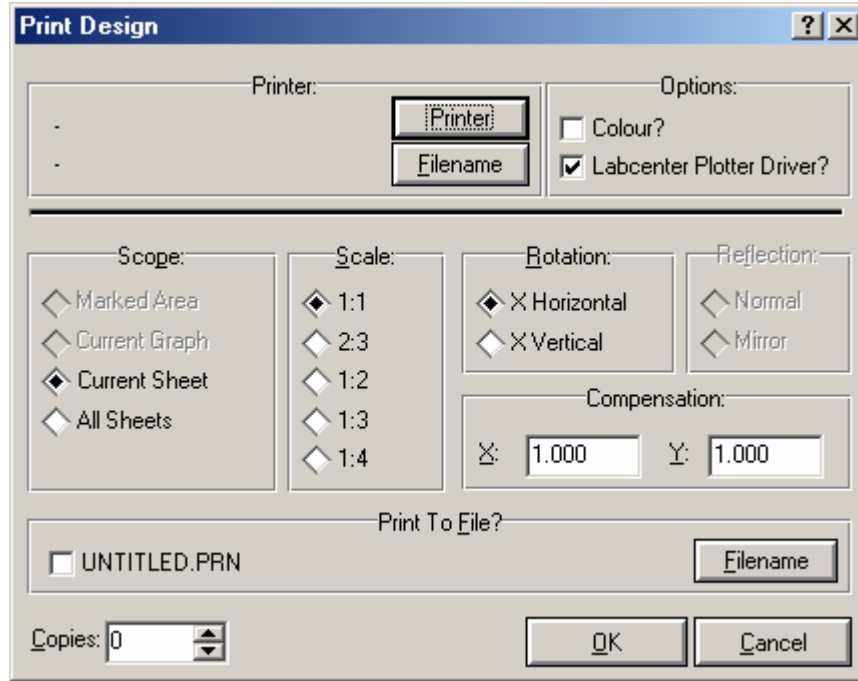 Print Design
Printer:
-
Printer
-
Filename
Options:
Colour?
Labcenter Plotter Driver?
Scope:
Marked Area
Current Graph
Current Sheet
All Sheets
Scale:
1:1
2:3
1:2
1:3
1:4
Rotation:
X Horizontal
X Vertical
Reflection:
Normal
Mirror
Compensation:
X: 1.000 Y: 1.000
Print To File?
UNTITLED.PRN
Filename
Copies: 0
OK
Cancel